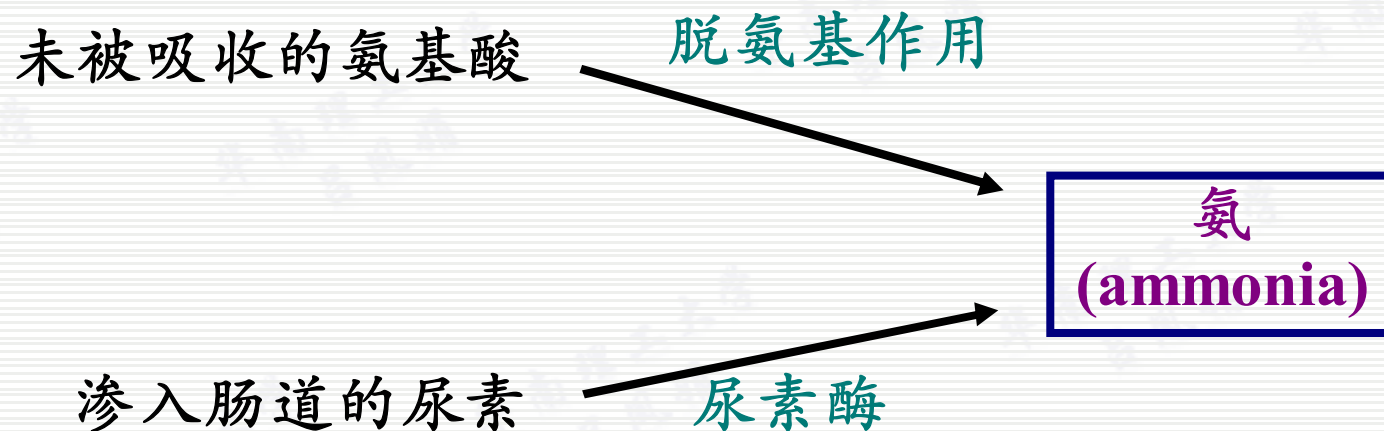 未被吸收的氨基酸
脱氨基作用
氨
(ammonia)
渗入肠道的尿素
尿素酶